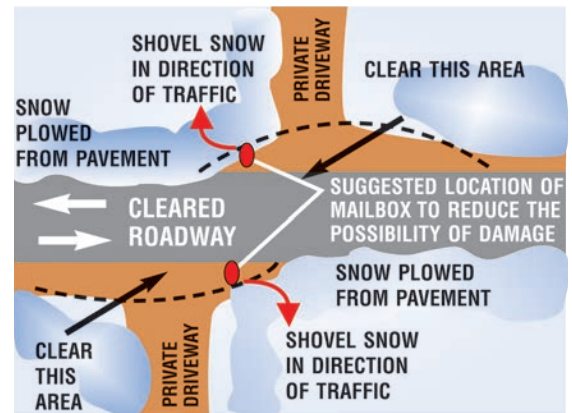 SHOVEL SNOW
IN DIRECTION
OF TRAFFIC
PRIVATE
DRIVEWAY
CLEAR THIS AREA
SNOW
PLOWED
FROM PAVEMENT
CLEARED
ROADWAY
SUGGESTED LOCATION OF
MAILBOX TO REDUCE THE
POSSIBILITY OF DAMAGE
SNOW PLOWED
FROM PAVEMENT
CLEAR
THIS
AREA
PRIVATE
DRIVEWAY
SHOVEL SNOW
IN DIRECTION
OF TRAFFIC